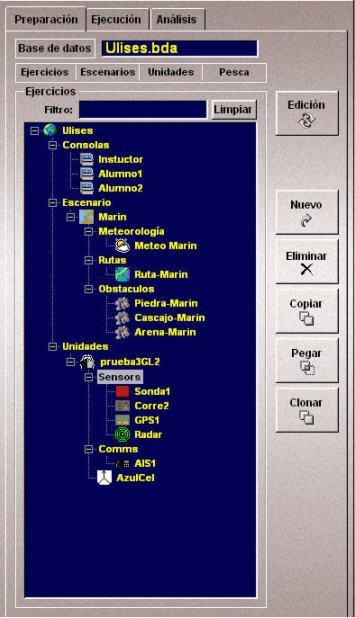 Preparación Ejecución Análisis
Base de datos Ulises.bda
Ejercicios Escenarios Unidades Pesca
Ejercicios
Filtro: Limpiar
Edición
Ulises
Consolas
Instuctor
Alumno1
Alumno2
Escenario
Marin
Meteorología
Meteo Marin
Rutas
Ruta-Marin
Obstaculos
Piedra-Marin
Cascajo-Marin
Arena-Marin
Unidades
prueba3GL2
Sensors
Sonda1
Corre2
GPS1
Radar
Comms
AIS1
AzulCel
Nuevo
Eliminar
Copiar
Pegar
Clonar